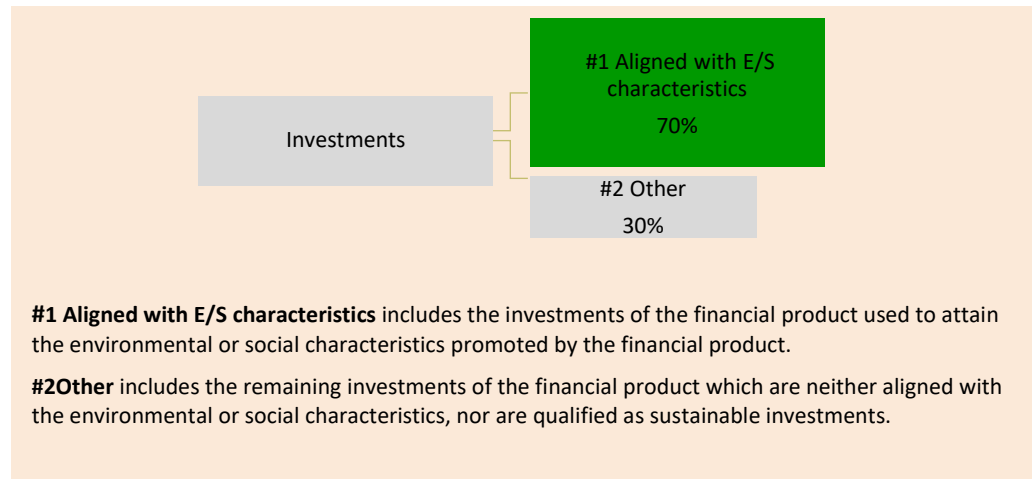 #1 Aligned with E/S
characteristics
70%
Investments
#2 Other
30%
#1 Aligned with E/S characteristics includes the investments of the financial product used to attain
the environmental or social characteristics promoted by the financial product.
#2Other includes the remaining investments of the financial product which are neither aligned with
the environmental or social characteristics, nor are qualified as sustainable investments.